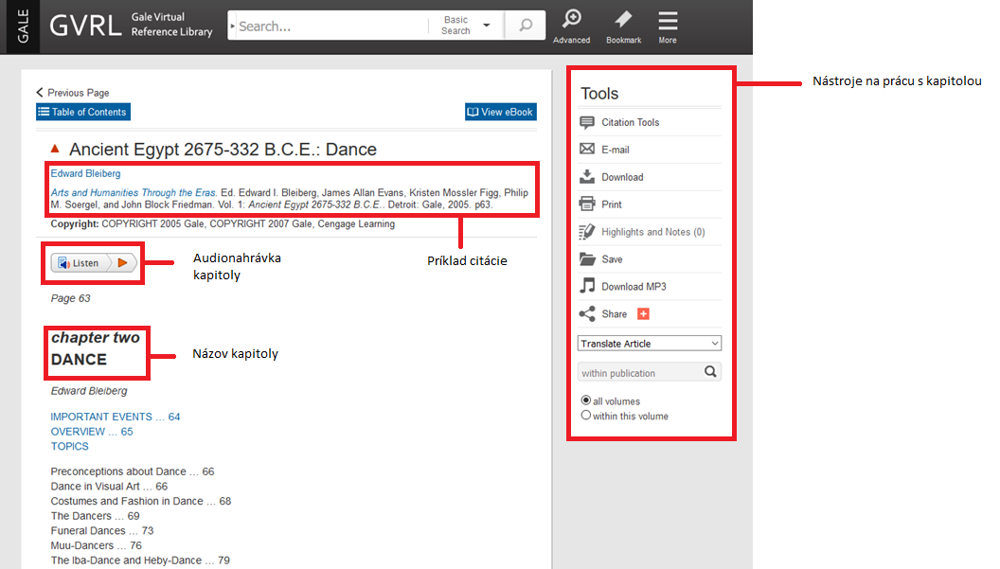 GALE
GVRL
Gale Virtual
Reference Library
Search...
Basic
Search
Advanced
Bookmark
More
Previous Page
Table of Contents
View eBook
Ancient Egypt 2675-332 B.C.E.: Dance
Edward Bleiberg
Arts and Humanities Through the Eras. Ed. Edward I. Bleiberg, James Allan Evans, Kristen Mossler Figg, Philip
M. Soergel, and John Block Friedman. Vol. 1: Ancient Egypt 2675-332 B.C.E.. Detroit: Gale, 2005. p63.
Copyright: COPYRIGHT 2005 Gale, COPYRIGHT 2007 Gale, Cengage Learning
Listen
Audionahrávka
kapitoly
Príklad citácie
Page 63
chapter two
DANCE
Názov kapitoly
Edward Bleiberg
IMPORTANT EVENTS ... 64
OVERVIEW ... 65
TOPICS
Preconceptions about Dance ... 66
Dance in Visual Art ... 66
Costumes and Fashion in Dance ... 68
The Dancers ... 69
Funeral Dances ... 73
Muu-Dancers ... 76
The Iba-Dance and Heby-Dance ... 79
Tools
Citation Tools
E-mail
Download
Print
Highlights and Notes (0)
Save
Download MP3
Share
Translate Article
within publication
all volumes
within this volume
Nástroje na prácu s kapitolou